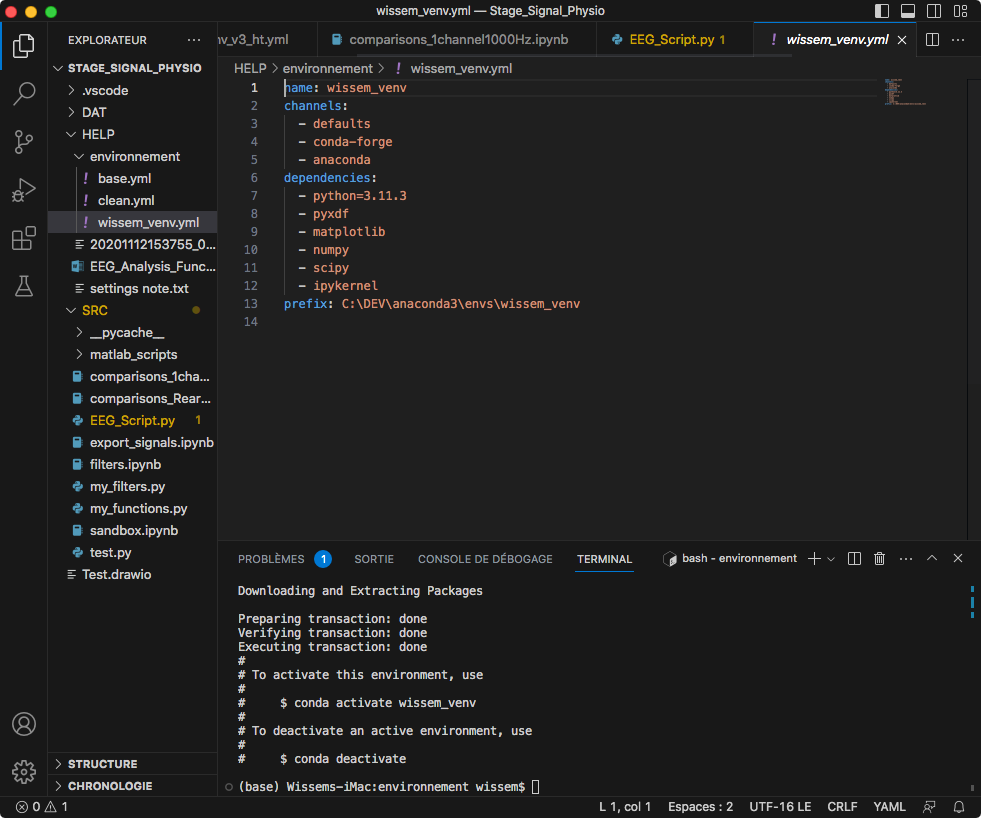 wissem_venv.yml — Stage_Signal_Physio
EXPLORATEUR
STAGE_SIGNAL_PHYSIO
.vscode
DAT
HELP
environnement
! base.yml
! clean.yml
! wissem_venv.yml
20201112153755_0...
EEG_Analysis_Func...
settings note.txt
SRC
__pycache__
matlab_scripts
comparisons_1cha...
comparisons_Rear...
EEG_Script.py 1
export_signals.ipynb
filters.ipynb
my_filters.py
my_functions.py
sandbox.ipynb
test.py
Test.drawio
STRUCTURE
CHRONOLOGIE
nv_v3_ht.yml
comparisons_1channel1000Hz.ipynb
EEG_Script.py 1
! wissem_venv.yml
HELP > environnement > ! wissem_venv.yml
1 name: wissem_venv
2 channels:
3 - defaults
4 - conda-forge
5 - anaconda
6 dependencies:
7 - python=3.11.3
8 - pyxdf
9 - matplotlib
10 - numpy
11 - scipy
12 - ipykernel
13 prefix: C:\DEV\anaconda3\envs\wissem_venv
14
PROBLÈMES 1 SORTIE CONSOLE DE DÉBOGAGE TERMINAL bash - environnement
Downloading and Extracting Packages
Preparing transaction: done
Verifying transaction: done
Executing transaction: done
#
# To activate this environment, use
#
# $ conda activate wissem_venv
#
# To deactivate an active environment, use
#
# $ conda deactivate
(base) Wissems-iMac:environnement wissem$
0 1 L 1, col 1 Espaces : 2 UTF-16 LE CRLF YAML